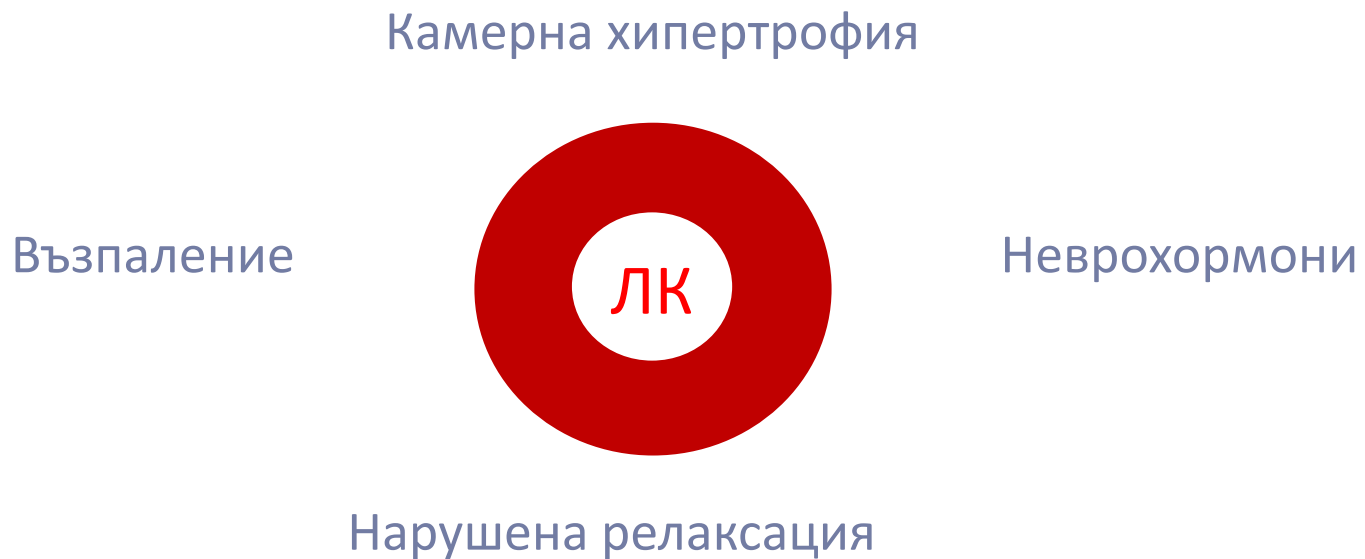 Камерна хипертрофия
Възпаление
Неврохормони
ЛК
Нарушена релаксация